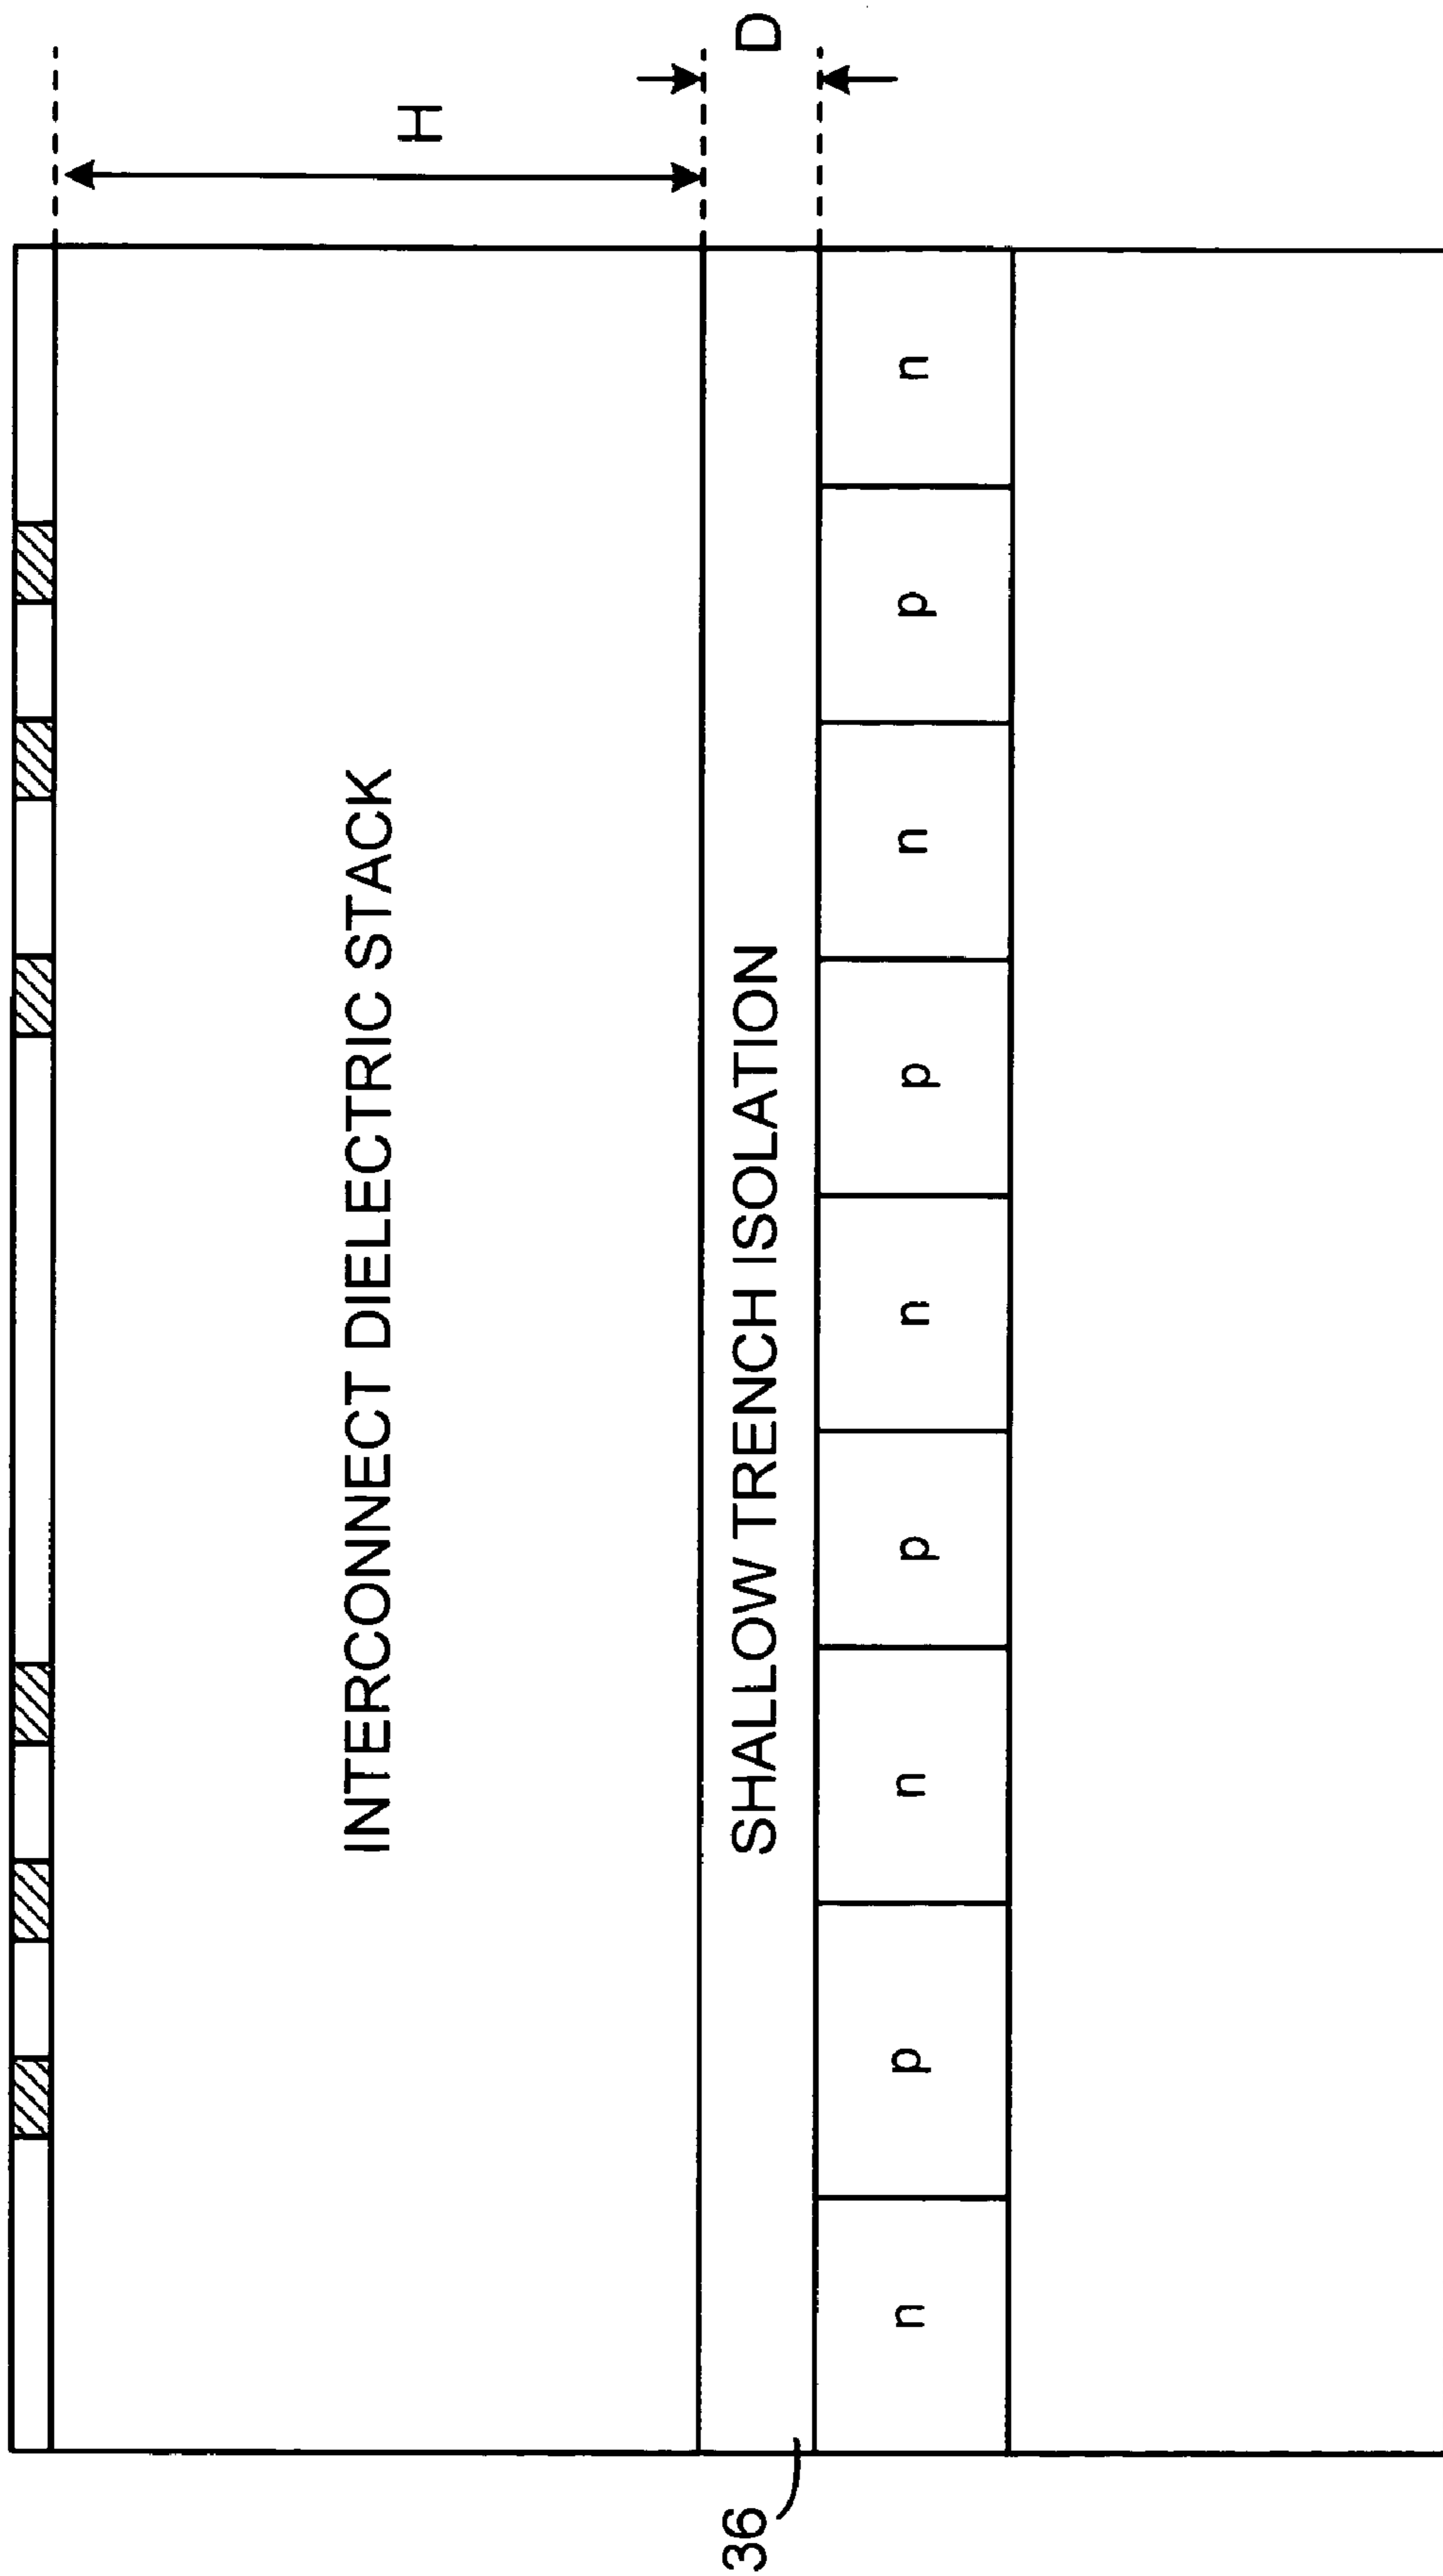 H
D
INTERCONNECT DIELECTRIC STACK
SHALLOW TRENCH ISOLATION
36
n
p
n
p
n
p
n
p
n